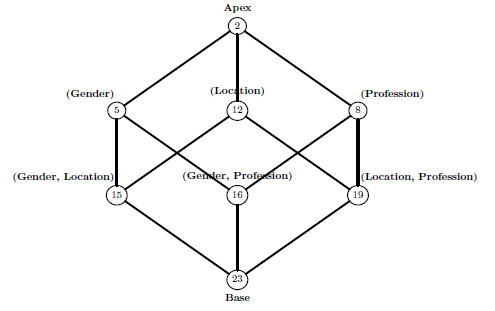 Apex
2
(Gender)
(Location)
(Profession)
5
12
8
(Gender, Location)
(Gender, Profession)
(Location, Profession)
15
16
19
23
Base